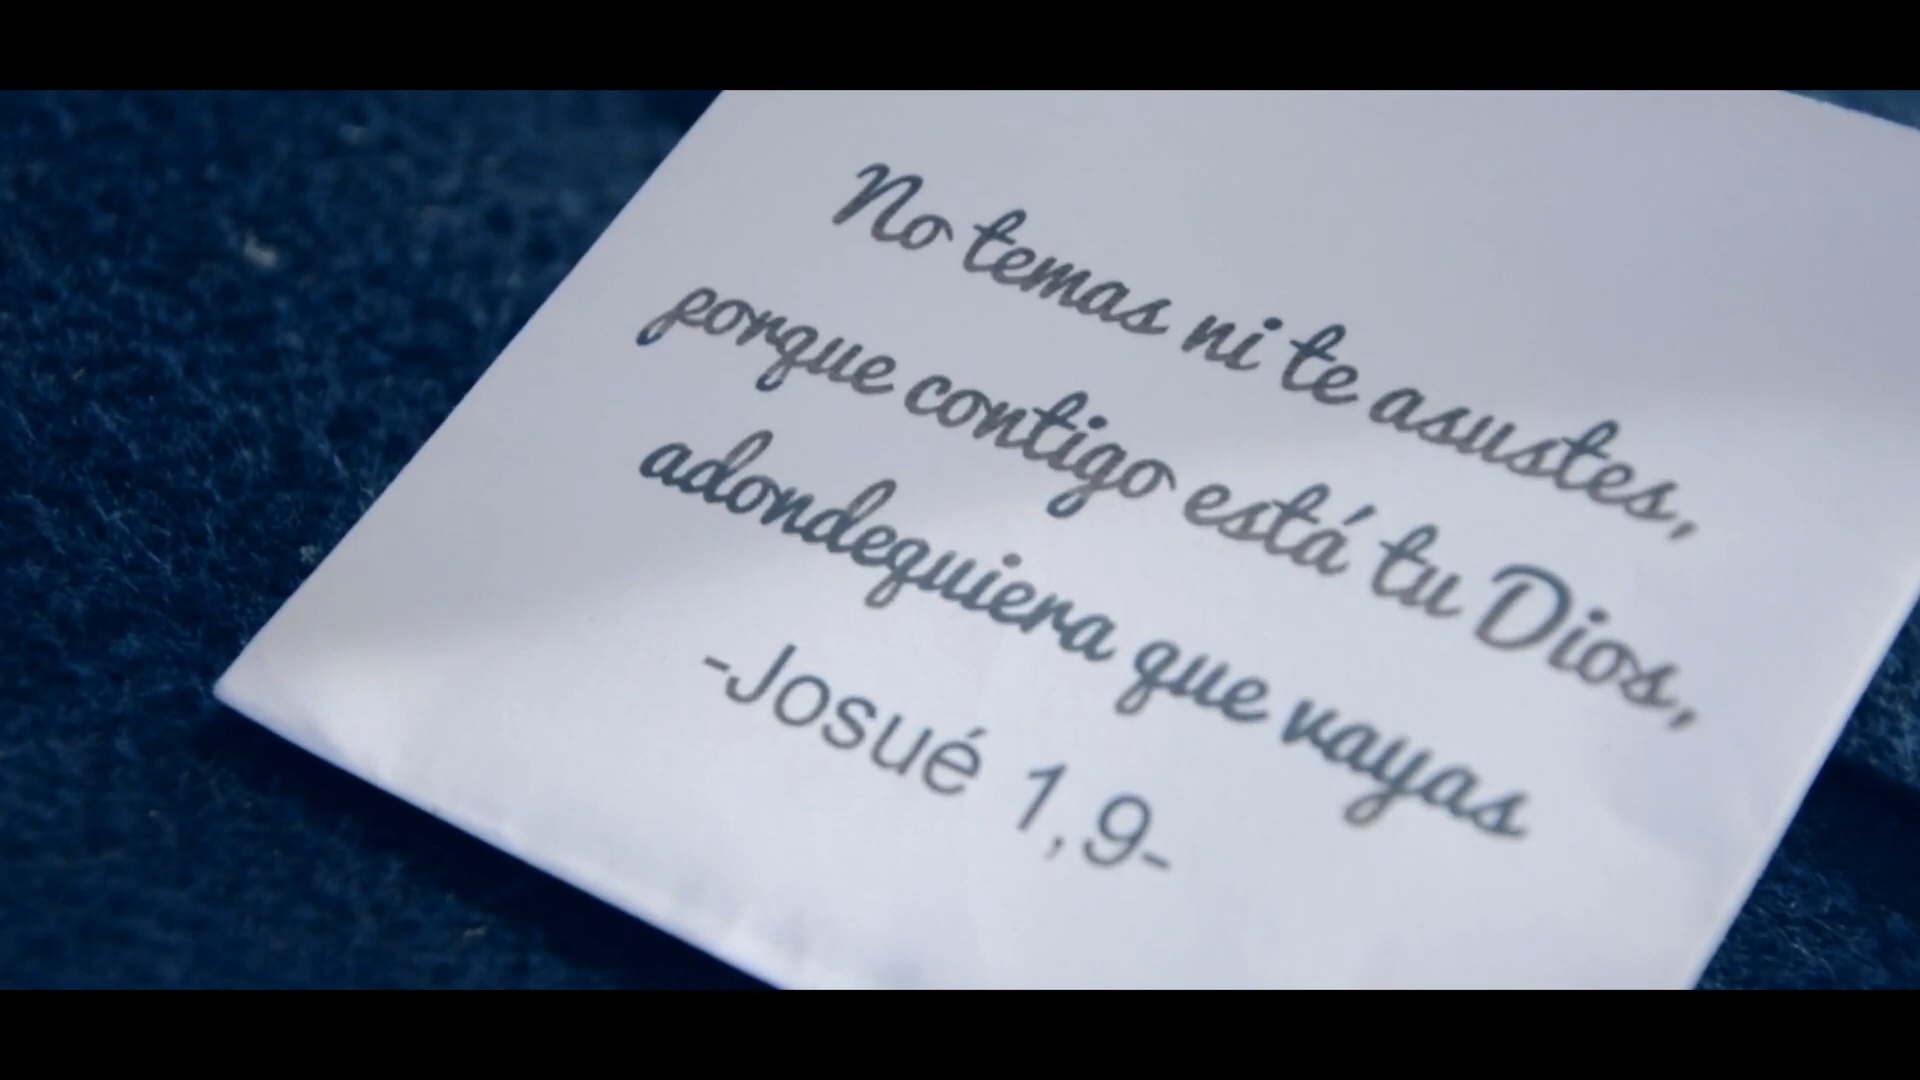 No temas ni te asustes,
porque contigo está tu Dios,
adondequiera que vayas
-Josué 1,9-